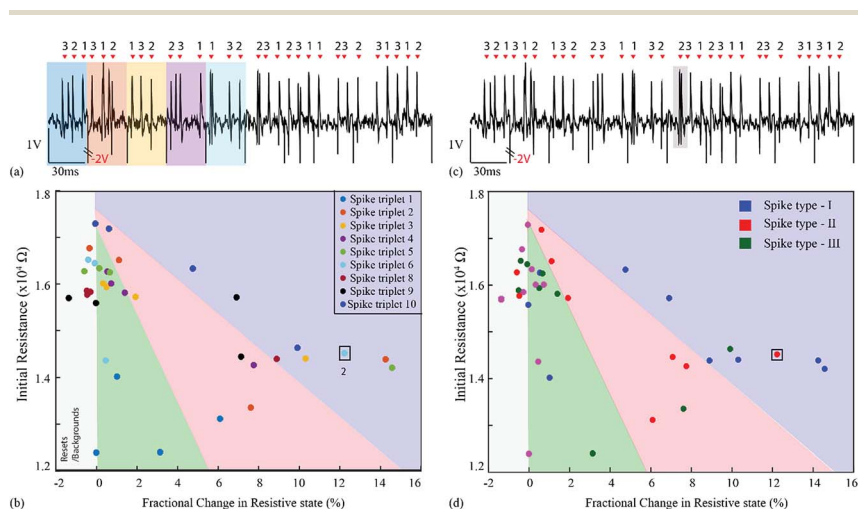 3 2 1 3 1 2 1 3 2 2 3 1 1 3 2 2 3 1 2 3 1 1 2 3 2 3 1 3 1 2
1V
-2V
30ms
(a)
3 2 1 3 1 2 1 3 2 2 3 1 1 3 2 2 3 1 2 3 1 1 2 3 2 3 1 3 1 2
1V
-2V
30ms
(c)
Initial Resistance (x10⁴ Ω)
1.8
1.6
1.4
1.2
Resets
/Backgrounds
Spike triplet 1
Spike triplet 2
Spike triplet 3
Spike triplet 4
Spike triplet 5
Spike triplet 6
Spike triplet 8
Spike triplet 9
Spike triplet 10
2
-2 0 2 4 6 8 10 12 14 16
(b)
Fractional Change in Resistive state (%)
Initial Resistance (x10⁴ Ω)
1.8
1.6
1.4
1.2
Spike type - I
Spike type - II
Spike type - III
-2 0 2 4 6 8 10 12 14 16
(d)
Fractional Change in Resistive state (%)